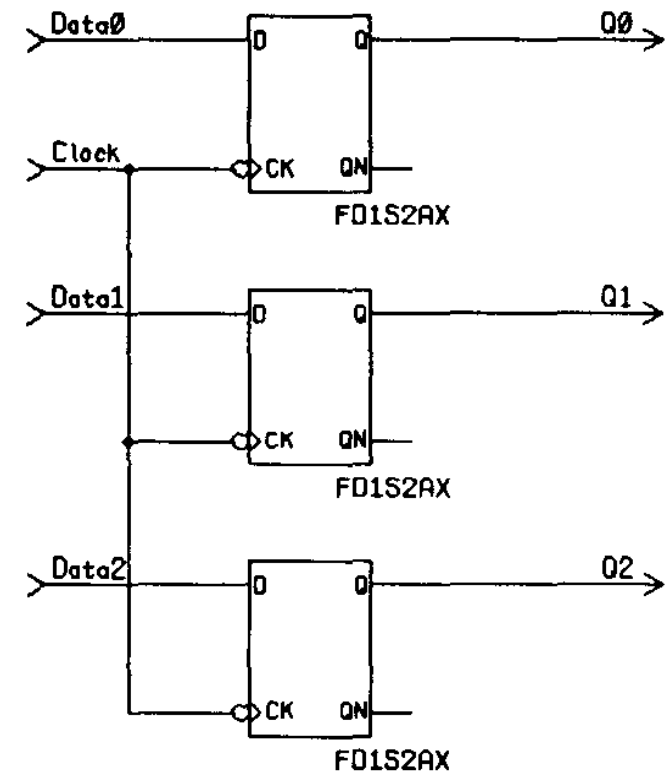 Data0 Q0
D Q
Clock
CK QN
FD1S2AX
Data1 Q1
D Q
CK QN
FD1S2AX
Data2 Q2
D Q
CK QN
FD1S2AX